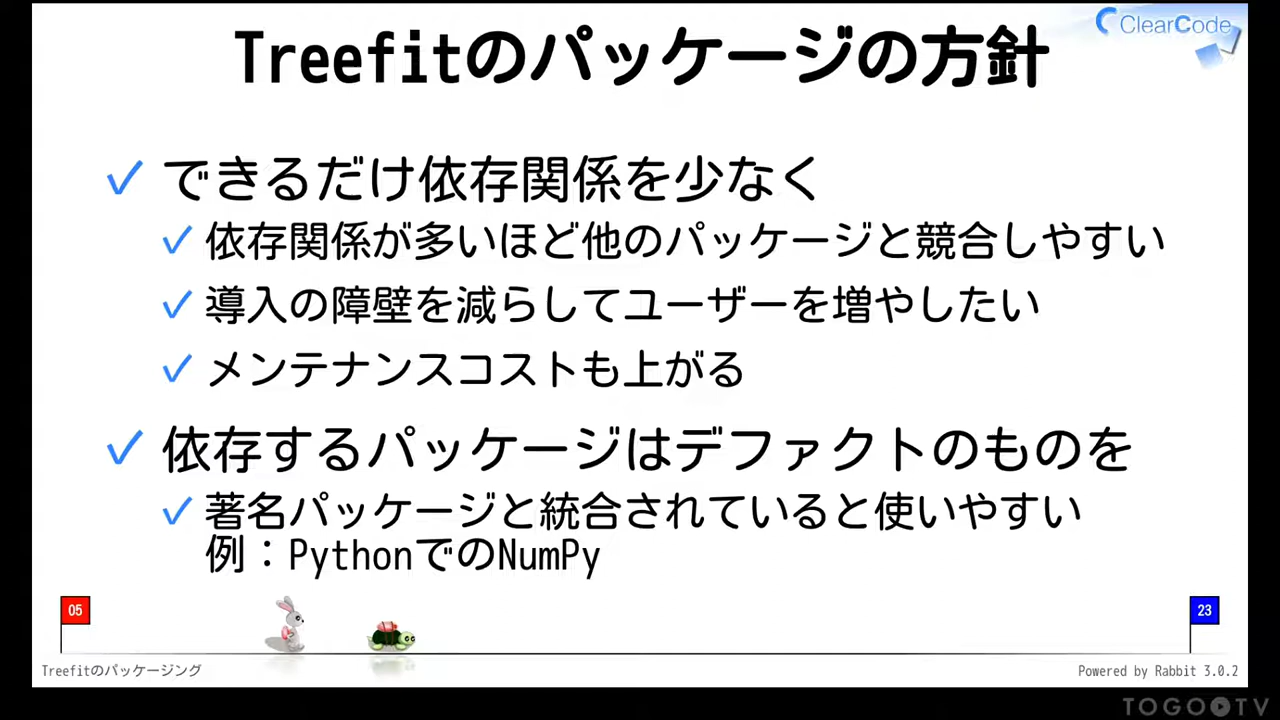 ClearCode
Treefitのパッケージの方針
✓ できるだけ依存関係を少なく
✓ 依存関係が多いほど他のパッケージと競合しやすい
✓ 導入の障壁を減らしてユーザーを増やしたい
✓ メンテナンスコストも上がる
✓ 依存するパッケージはデファクトのものを
✓ 著名パッケージと統合されていると使いやすい
例：PythonでのNumPy
05
23
Treefitのパッケージング
Powered by Rabbit 3.0.2
TOGOTV